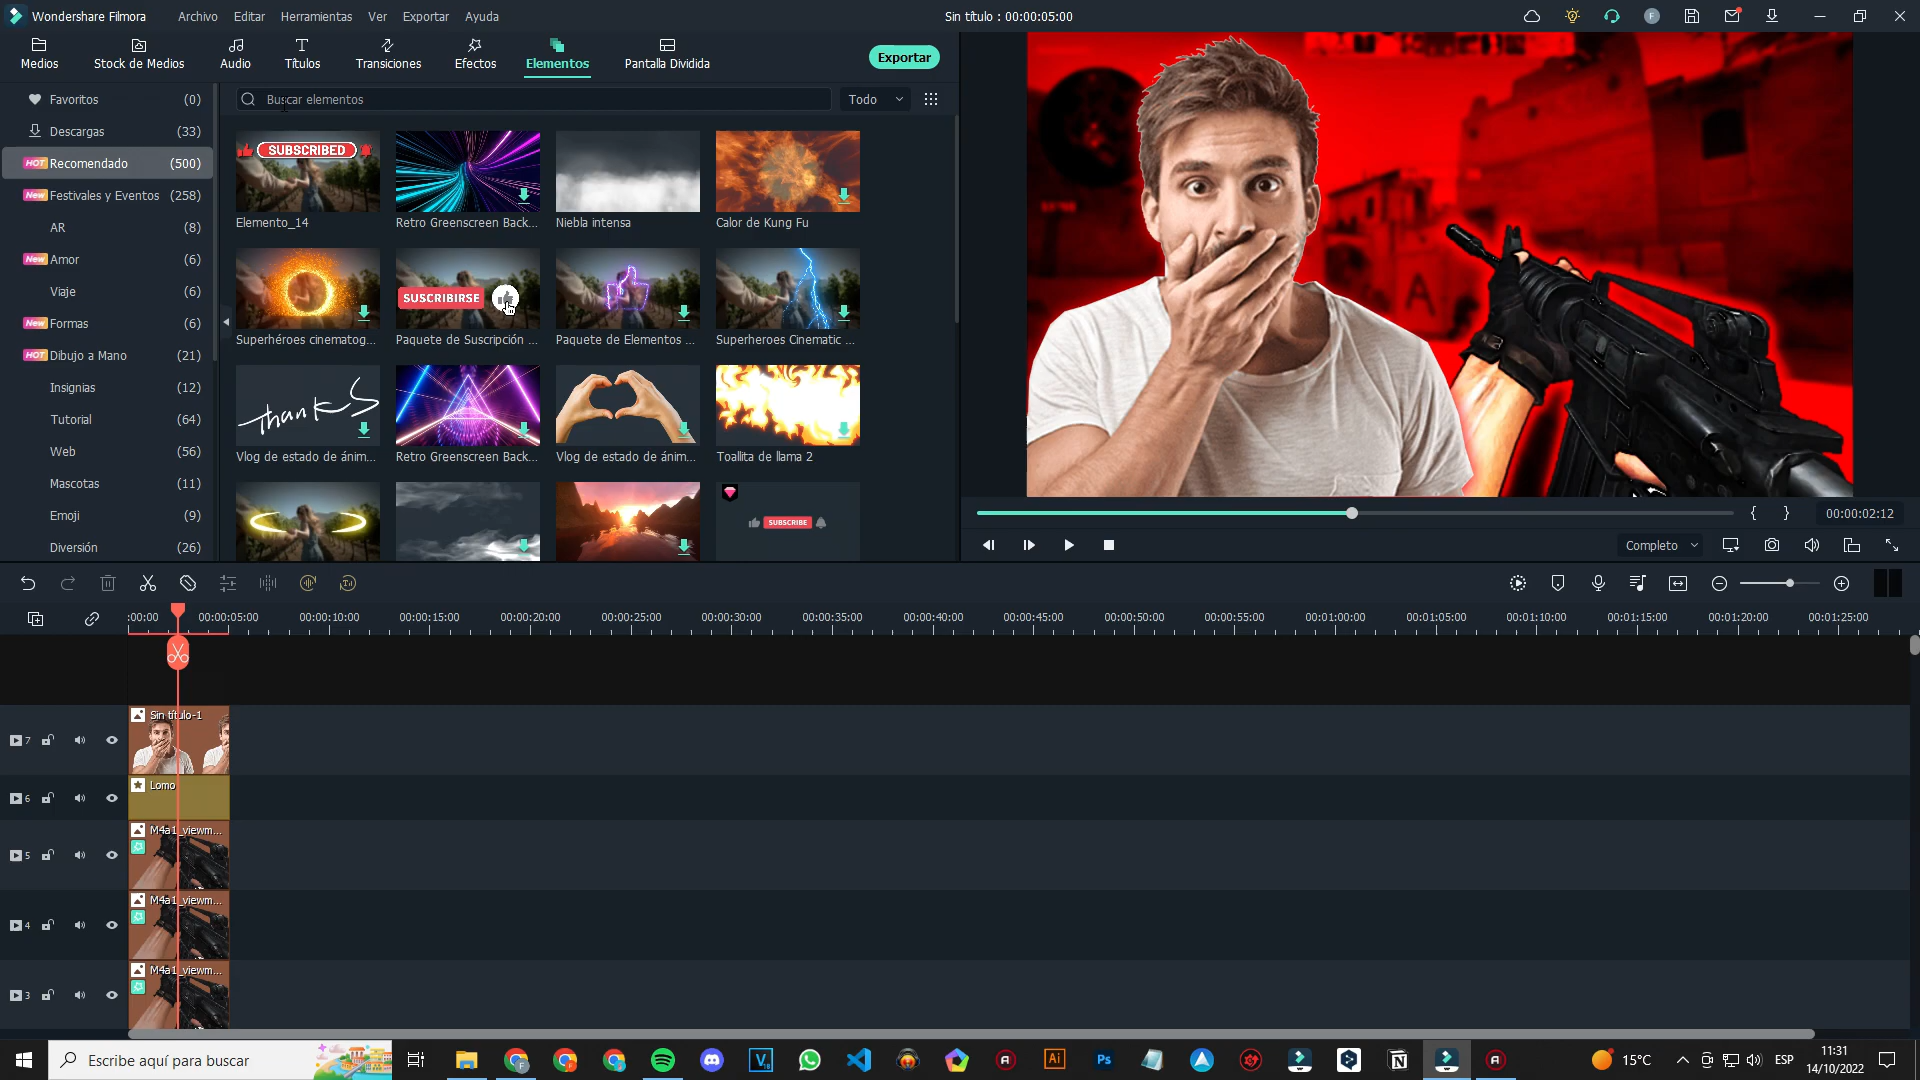 Wondershare Filmora Archivo Editar Herramientas Ver Exportar Ayuda Sin título : 00:00:05:00
Medios Stock de Medios Audio Títulos Transiciones Efectos Elementos Pantalla Dividida Exportar
Favoritos (0)
Descargas (33)
HOT Recomendado (500)
New Festivales y Eventos (258)
AR (8)
New Amor (6)
Viaje (6)
New Formas (6)
HOT Dibujo a Mano (21)
Insignias (12)
Tutorial (64)
Web (56)
Mascotas (11)
Emoji (9)
Diversión (26)
Buscar elementos Todo
SUBSCRIBED
Elemento_14 Retro Greenscreen Back... Niebla intensa Calor de Kung Fu
SUSCRIBIRSE
Superhéroes cinematog... Paquete de Suscripción ... Paquete de Elementos ... Superheroes Cinematic ...
Thanks
Vlog de estado de ánim... Retro Greenscreen Back... Vlog de estado de ánim... Toallita de llama 2
SUBSCRIBE
A
{ } 00:00:02:12
Completo
:00:00 00:00:05:00 00:00:10:00 00:00:15:00 00:00:20:00 00:00:25:00 00:00:30:00 00:00:35:00 00:00:40:00 00:00:45:00 00:00:50:00 00:00:55:00 00:01:00:00 00:01:05:00 00:01:10:00 00:01:15:00 00:01:20:00 00:01:25:00
7 Sin título-1
6 Lomo
5 M4a1_viewm...
4 M4a1_viewm...
3 M4a1_viewm...
Escribe aquí para buscar
15°C ESP
11:31
14/10/2022